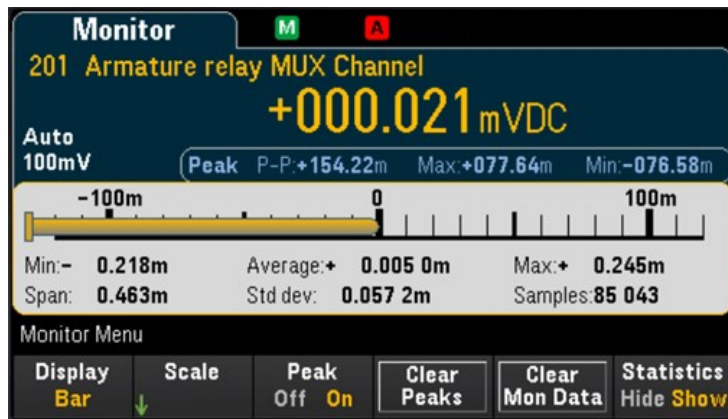 Monitor M A
201 Armature relay MUX Channel
+000.021 mVDC
Auto
100mV
Peak P-P:+154.22m Max:+077.64m Min:-076.58m
-100m 0 100m
Min:- 0.218m Average:+ 0.005 0m Max:+ 0.245m
Span: 0.463m Std dev: 0.057 2m Samples:85 043
Monitor Menu
Display Scale Peak Clear Clear Statistics
Bar Off On Peaks Mon Data Hide Show